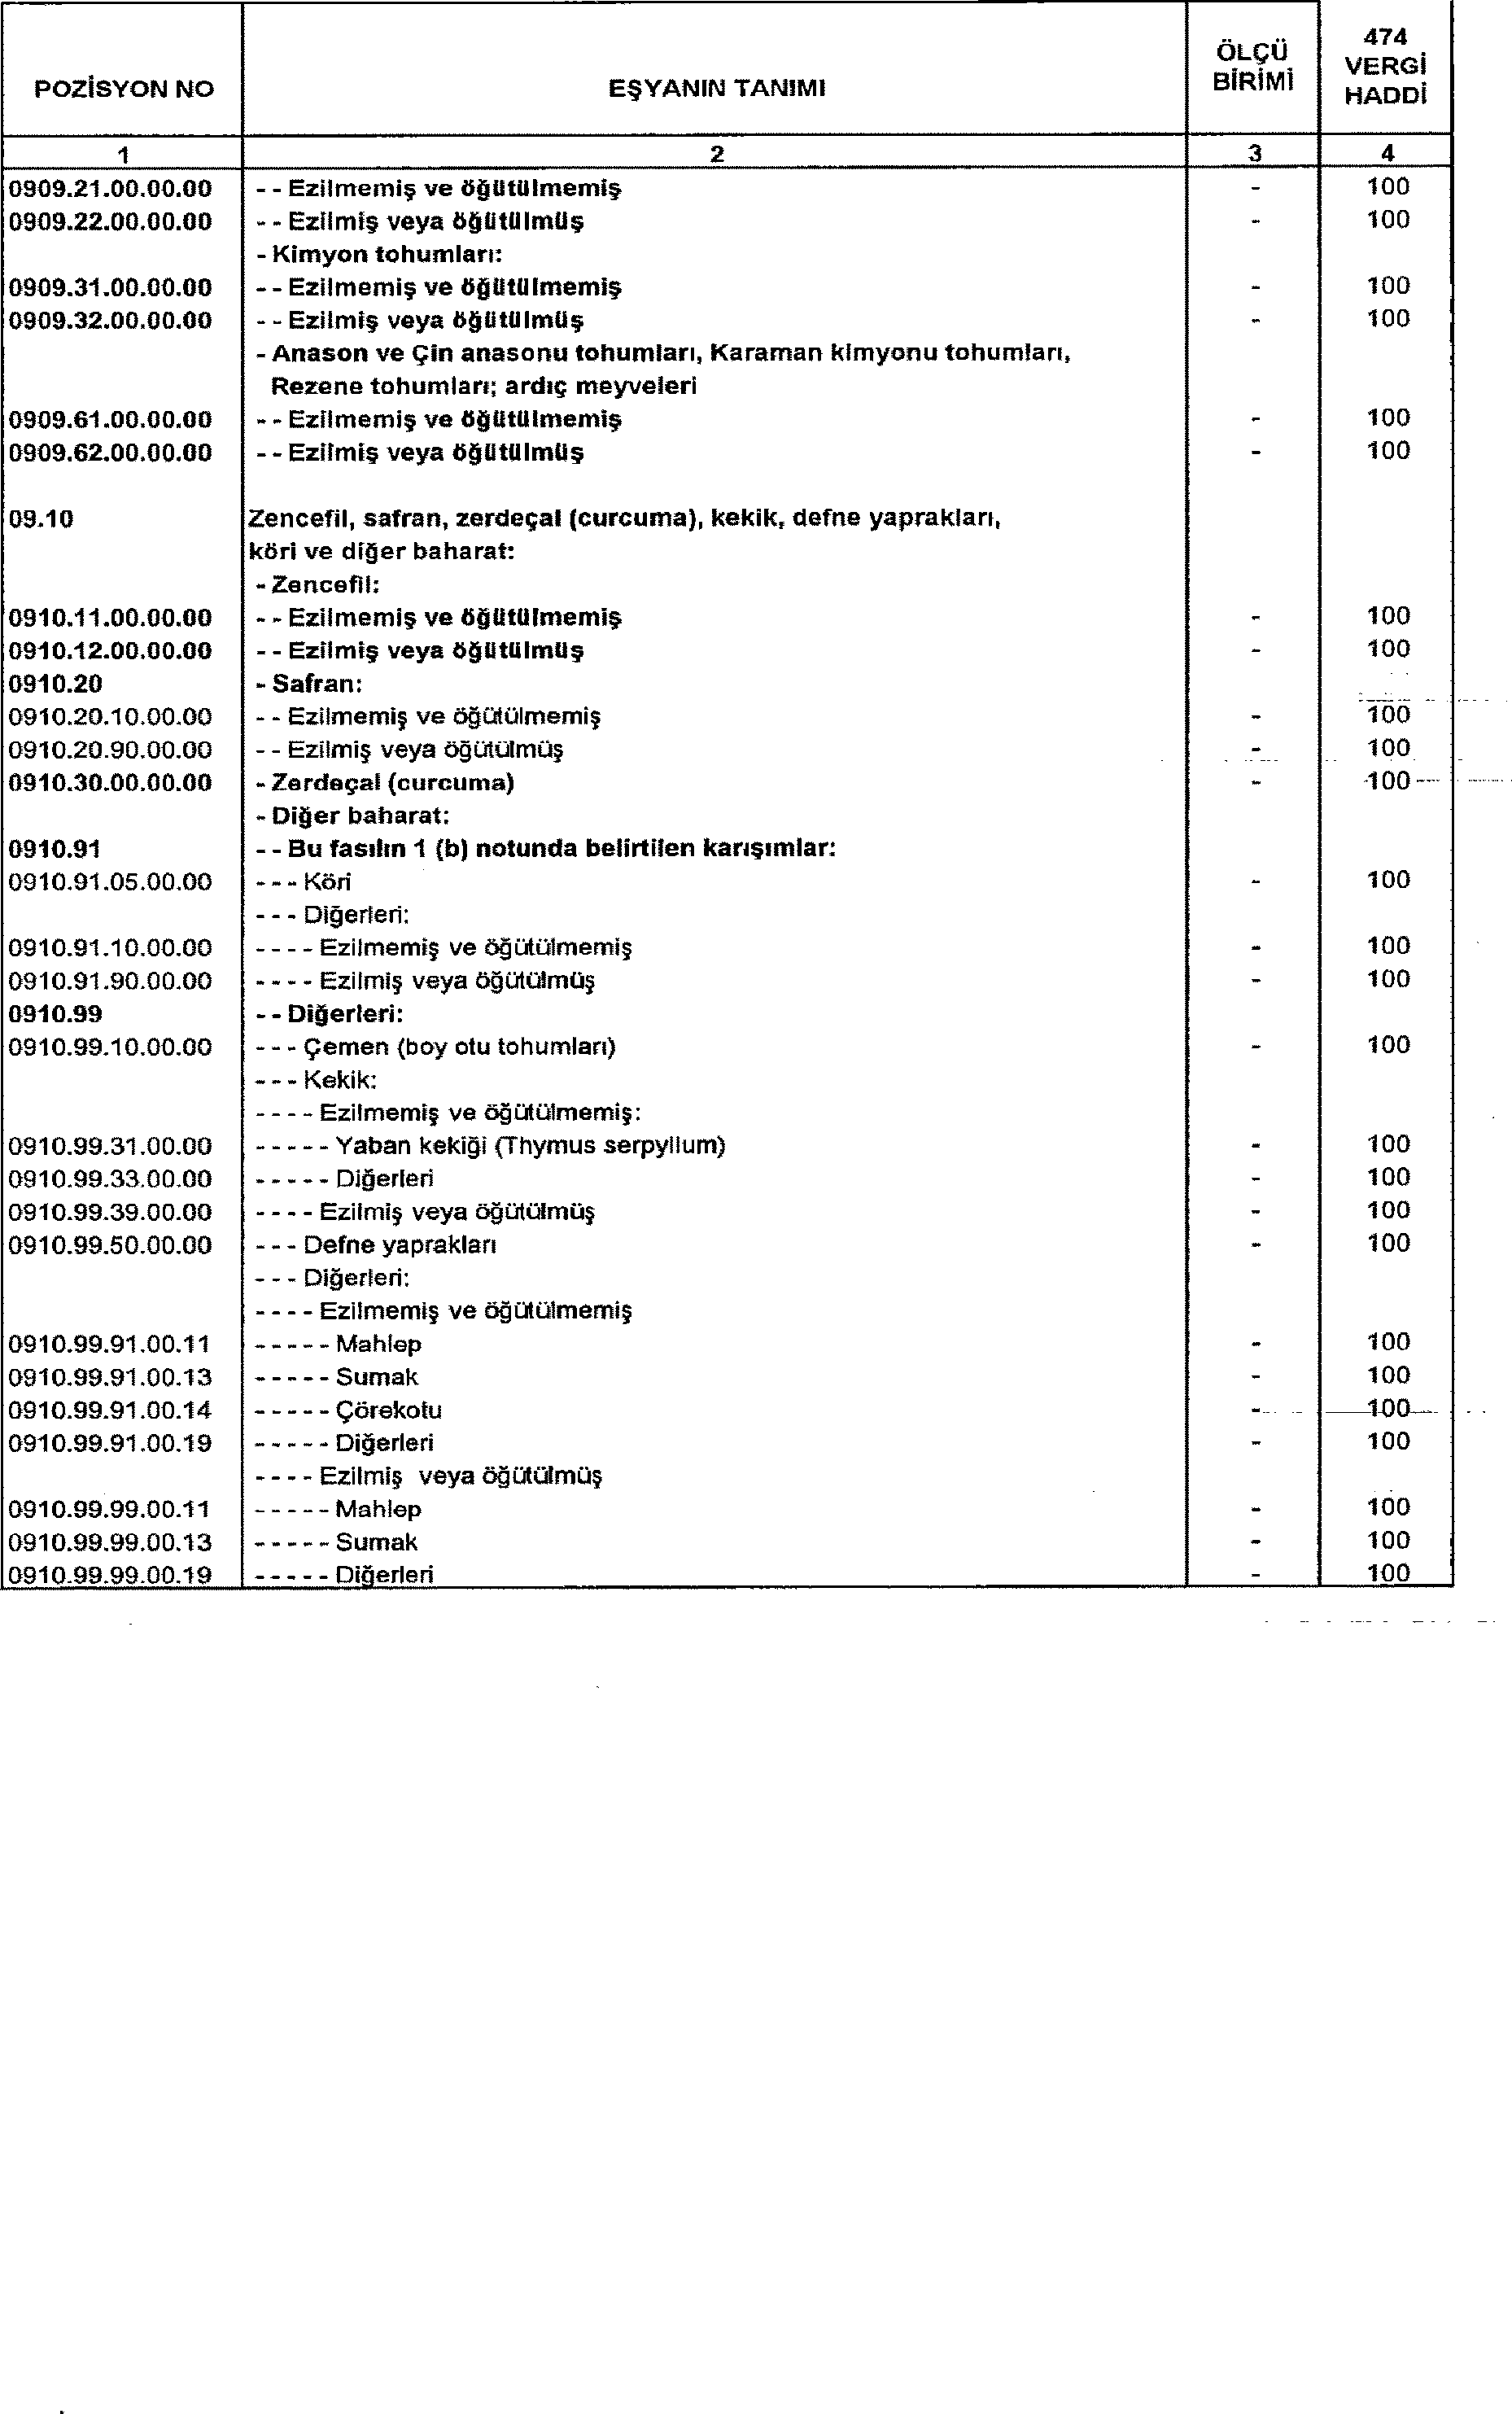 POZİSYON NO EŞYANIN TANIMI ÖLÇÜ BİRİMİ 474 VERGİ HADDİ
1 2 3 4
0909.21.00.00.00 - - Ezilmemiş ve öğütülmemiş - 100
0909.22.00.00.00 - - Ezilmiş veya öğütülmüş - 100
- Kimyon tohumları:
0909.31.00.00.00 - - Ezilmemiş ve öğütülmemiş - 100
0909.32.00.00.00 - - Ezilmiş veya öğütülmüş - 100
- Anason ve Çin anasonu tohumları, Karaman kimyonu tohumları,
Rezene tohumları; ardıç meyveleri
0909.61.00.00.00 - - Ezilmemiş ve öğütülmemiş - 100
0909.62.00.00.00 - - Ezilmiş veya öğütülmüş - 100
09.10 Zencefil, safran, zerdeçal (curcuma), kekik, defne yaprakları,
köri ve diğer baharat:
- Zencefil:
0910.11.00.00.00 - - Ezilmemiş ve öğütülmemiş - 100
0910.12.00.00.00 - - Ezilmiş veya öğütülmüş - 100
0910.20 - Safran:
0910.20.10.00.00 - - Ezilmemiş ve öğütülmemiş - 100
0910.20.90.00.00 - - Ezilmiş veya öğütülmüş - 100
0910.30.00.00.00 - Zerdeçal (curcuma) - 100
- Diğer baharat:
0910.91 - - Bu fasılın 1 (b) notunda belirtilen karışımlar:
0910.91.05.00.00 - - - Köri - 100
- - - Diğerleri:
0910.91.10.00.00 - - - - Ezilmemiş ve öğütülmemiş - 100
0910.91.90.00.00 - - - - Ezilmiş veya öğütülmüş - 100
0910.99 - - Diğerleri:
0910.99.10.00.00 - - - Çemen (boy otu tohumları) - 100
- - - Kekik:
- - - - Ezilmemiş ve öğütülmemiş:
0910.99.31.00.00 - - - - - Yaban kekiği (Thymus serpyllum) - 100
0910.99.33.00.00 - - - - - Diğerleri - 100
0910.99.39.00.00 - - - - Ezilmiş veya öğütülmüş - 100
0910.99.50.00.00 - - - Defne yaprakları - 100
- - - Diğerleri:
- - - - Ezilmemiş ve öğütülmemiş
0910.99.91.00.11 - - - - - Mahlep - 100
0910.99.91.00.13 - - - - - Sumak - 100
0910.99.91.00.14 - - - - - Çörekotu - 100
0910.99.91.00.19 - - - - - Diğerleri - 100
- - - - Ezilmiş veya öğütülmüş
0910.99.99.00.11 - - - - - Mahlep - 100
0910.99.99.00.13 - - - - - Sumak - 100
0910.99.99.00.19 - - - - - Diğerleri - 100